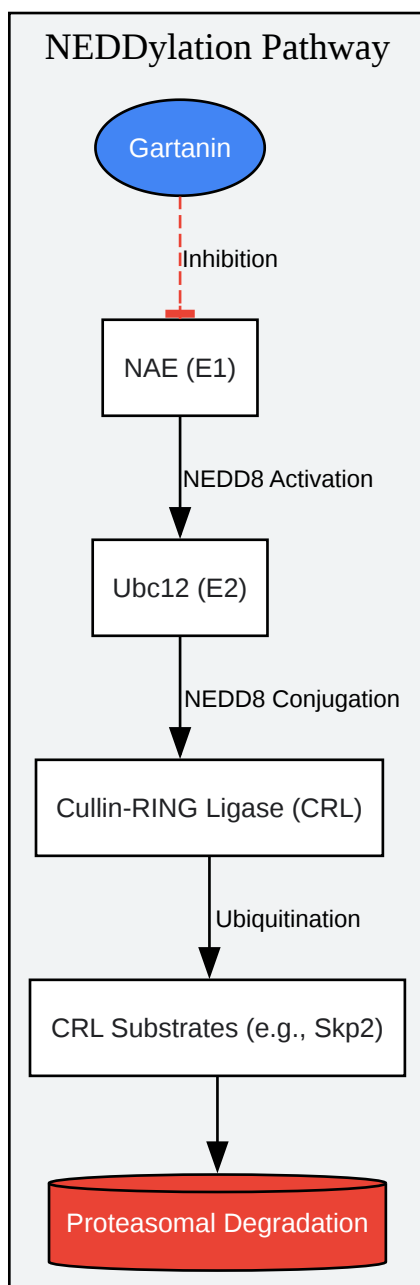 NEDDylation Pathway
Gartanin
Inhibition
NAE (E1)
NEDD8 Activation
Ubc12 (E2)
NEDD8 Conjugation
Cullin-RING Ligase (CRL)
Ubiquitination
CRL Substrates (e.g., Skp2)
Proteasomal Degradation